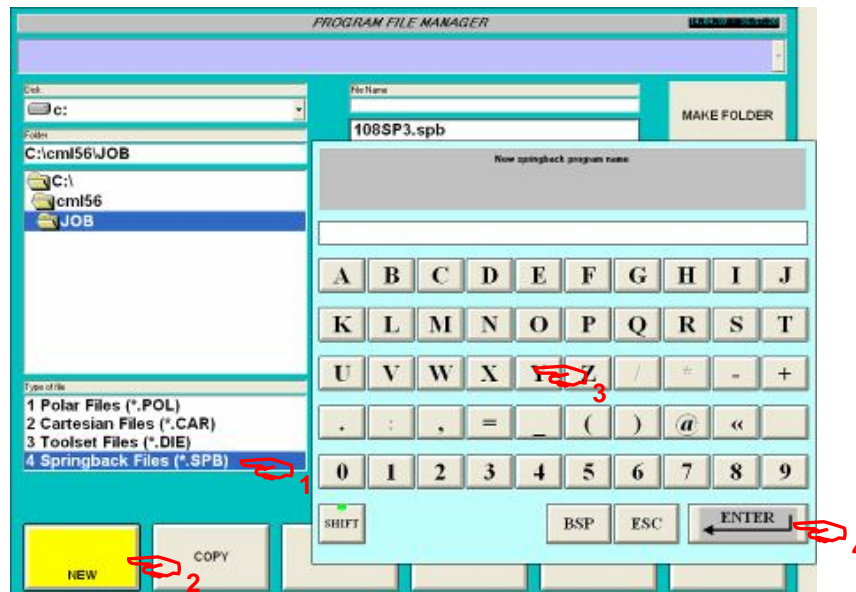 PROGRAM FILE MANAGER
Disk
c:
Folder
C:\cml56\JOB
C:\
cml56
JOB
Type of file
1 Polar Files (*.POL)
2 Cartesian Files (*.CAR)
3 Toolset Files (*.DIE)
4 Springback Files (*.SPB)
1
File Name
108SP3.spb
MAKE FOLDER
New springback program name
A B C D E F G H I J
K L M N O P Q R S T
U V W X Y Z / * - +
3
. : , = _ ( ) @ «
0 1 2 3 4 5 6 7 8 9
SHIFT BSP ESC ENTER
4
NEW
2
COPY